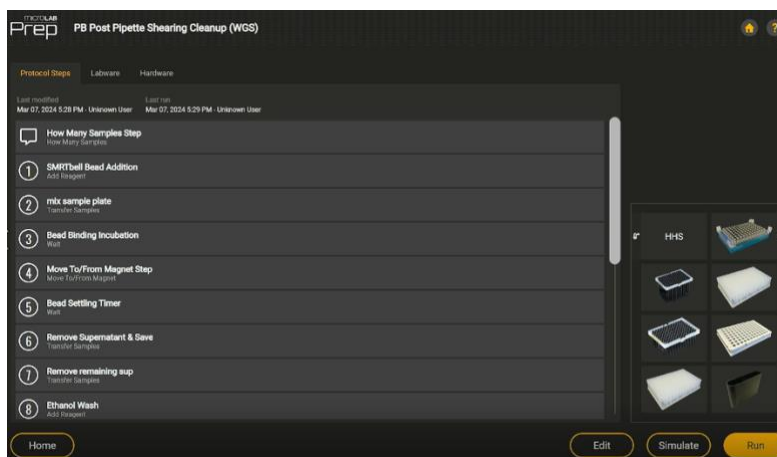 microLAB
Prep
PB Post Pipette Shearing Cleanup (WGS)
?
Protocol Steps Labware Hardware
Last modified Last run
Mar 07, 2024 5:28 PM - Unknown User Mar 07, 2024 5:29 PM - Unknown User
How Many Samples Step
How Many Samples
1 SMRTbell Bead Addition
Add Reagent
2 mix sample plate
Transfer Samples
3 Bead Binding Incubation
Wait
4 Move To/From Magnet Step
Move To/From Magnet
5 Bead Settling Timer
Wait
6 Remove Supernatant & Save
Transfer Samples
7 Remove remaining sup
Transfer Samples
8 Ethanol Wash
Add Reagent
HHS
Home Edit Simulate Run